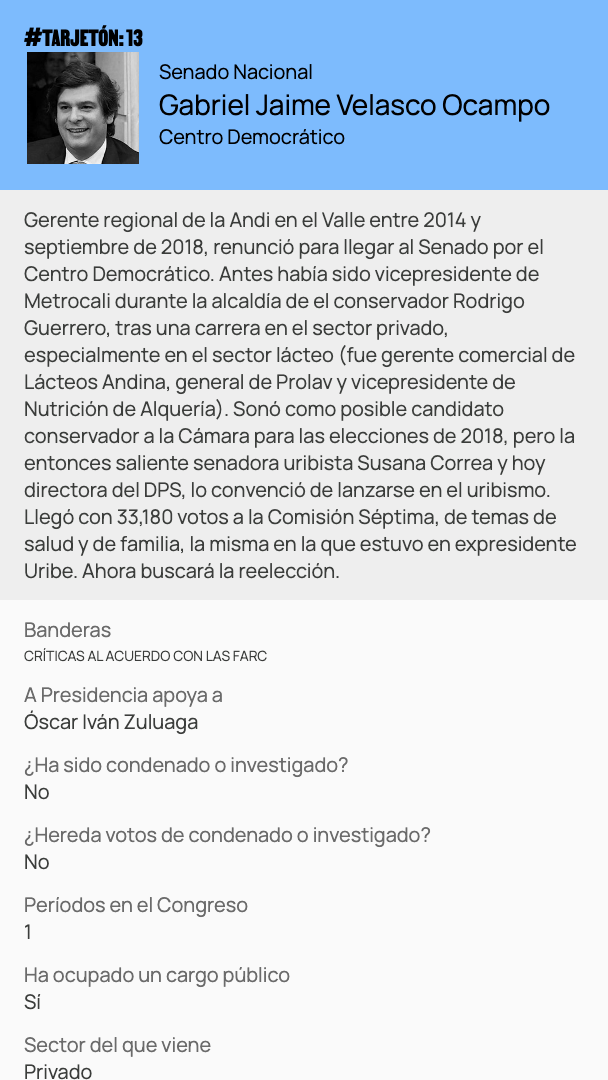 #TARJETÓN: 13
Senado Nacional
Gabriel Jaime Velasco Ocampo
Centro Democrático
Gerente regional de la Andi en el Valle entre 2014 y
septiembre de 2018, renunció para llegar al Senado por el
Centro Democrático. Antes había sido vicepresidente de
Metrocali durante la alcaldía de el conservador Rodrigo
Guerrero, tras una carrera en el sector privado,
especialmente en el sector lácteo (fue gerente comercial de
Lácteos Andina, general de Prolav y vicepresidente de
Nutrición de Alquería). Sonó como posible candidato
conservador a la Cámara para las elecciones de 2018, pero la
entonces saliente senadora uribista Susana Correa y hoy
directora del DPS, lo convenció de lanzarse en el uribismo.
Llegó con 33,180 votos a la Comisión Séptima, de temas de
salud y de familia, la misma en la que estuvo en expresidente
Uribe. Ahora buscará la reelección.
Banderas
CRÍTICAS AL ACUERDO CON LAS FARC
A Presidencia apoya a
Óscar Iván Zuluaga
¿Ha sido condenado o investigado?
No
¿Hereda votos de condenado o investigado?
No
Períodos en el Congreso
1
Ha ocupado un cargo público
Sí
Sector del que viene
Privado